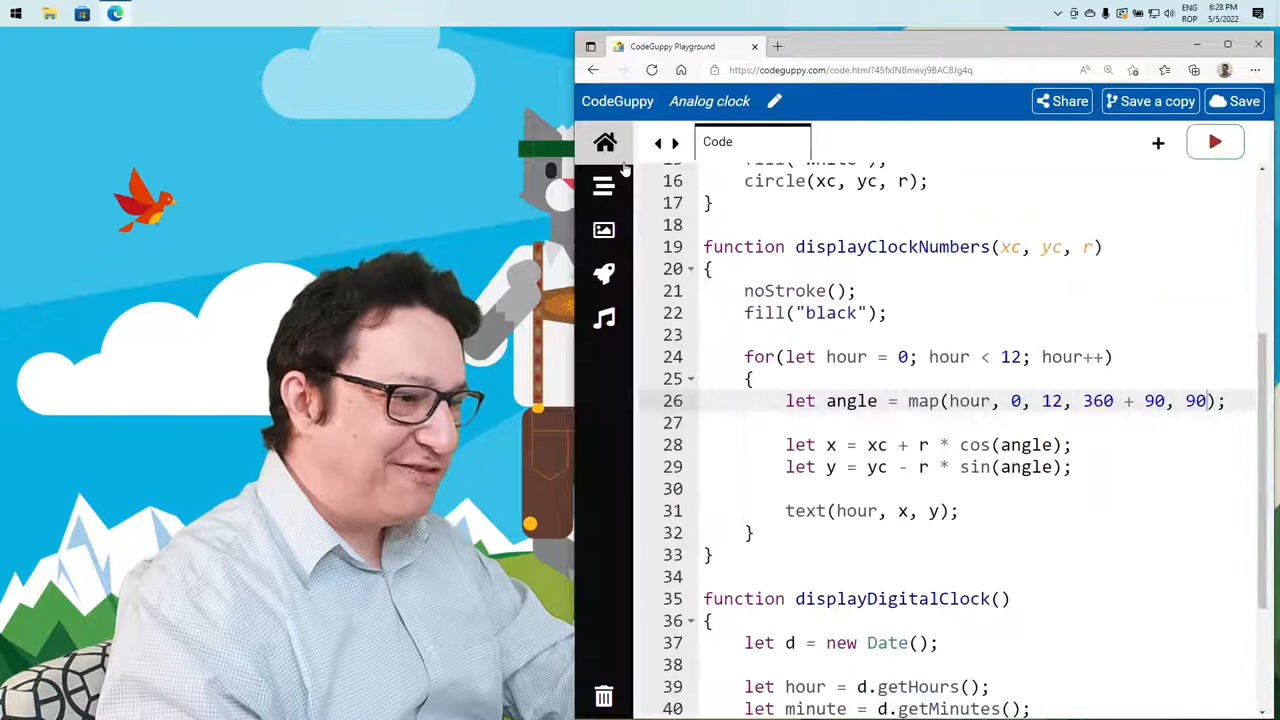 ENG 6:28 PM
ROP 5/5/2022
CodeGuppy Playground
https://codeguppy.com/code.html?45fxlNBmevj9BAC8Jg4q
CodeGuppy Analog clock Share Save a copy Save
Code
16 circle(xc, yc, r);
17 }
18
19 function displayClockNumbers(xc, yc, r)
20 {
21 noStroke();
22 fill("black");
23
24 for(let hour = 0; hour < 12; hour++)
25 {
26 let angle = map(hour, 0, 12, 360 + 90, 90);
27
28 let x = xc + r * cos(angle);
29 let y = yc - r * sin(angle);
30
31 text(hour, x, y);
32 }
33 }
34
35 function displayDigitalClock()
36 {
37 let d = new Date();
38
39 let hour = d.getHours();
40 let minute = d.getMinutes();